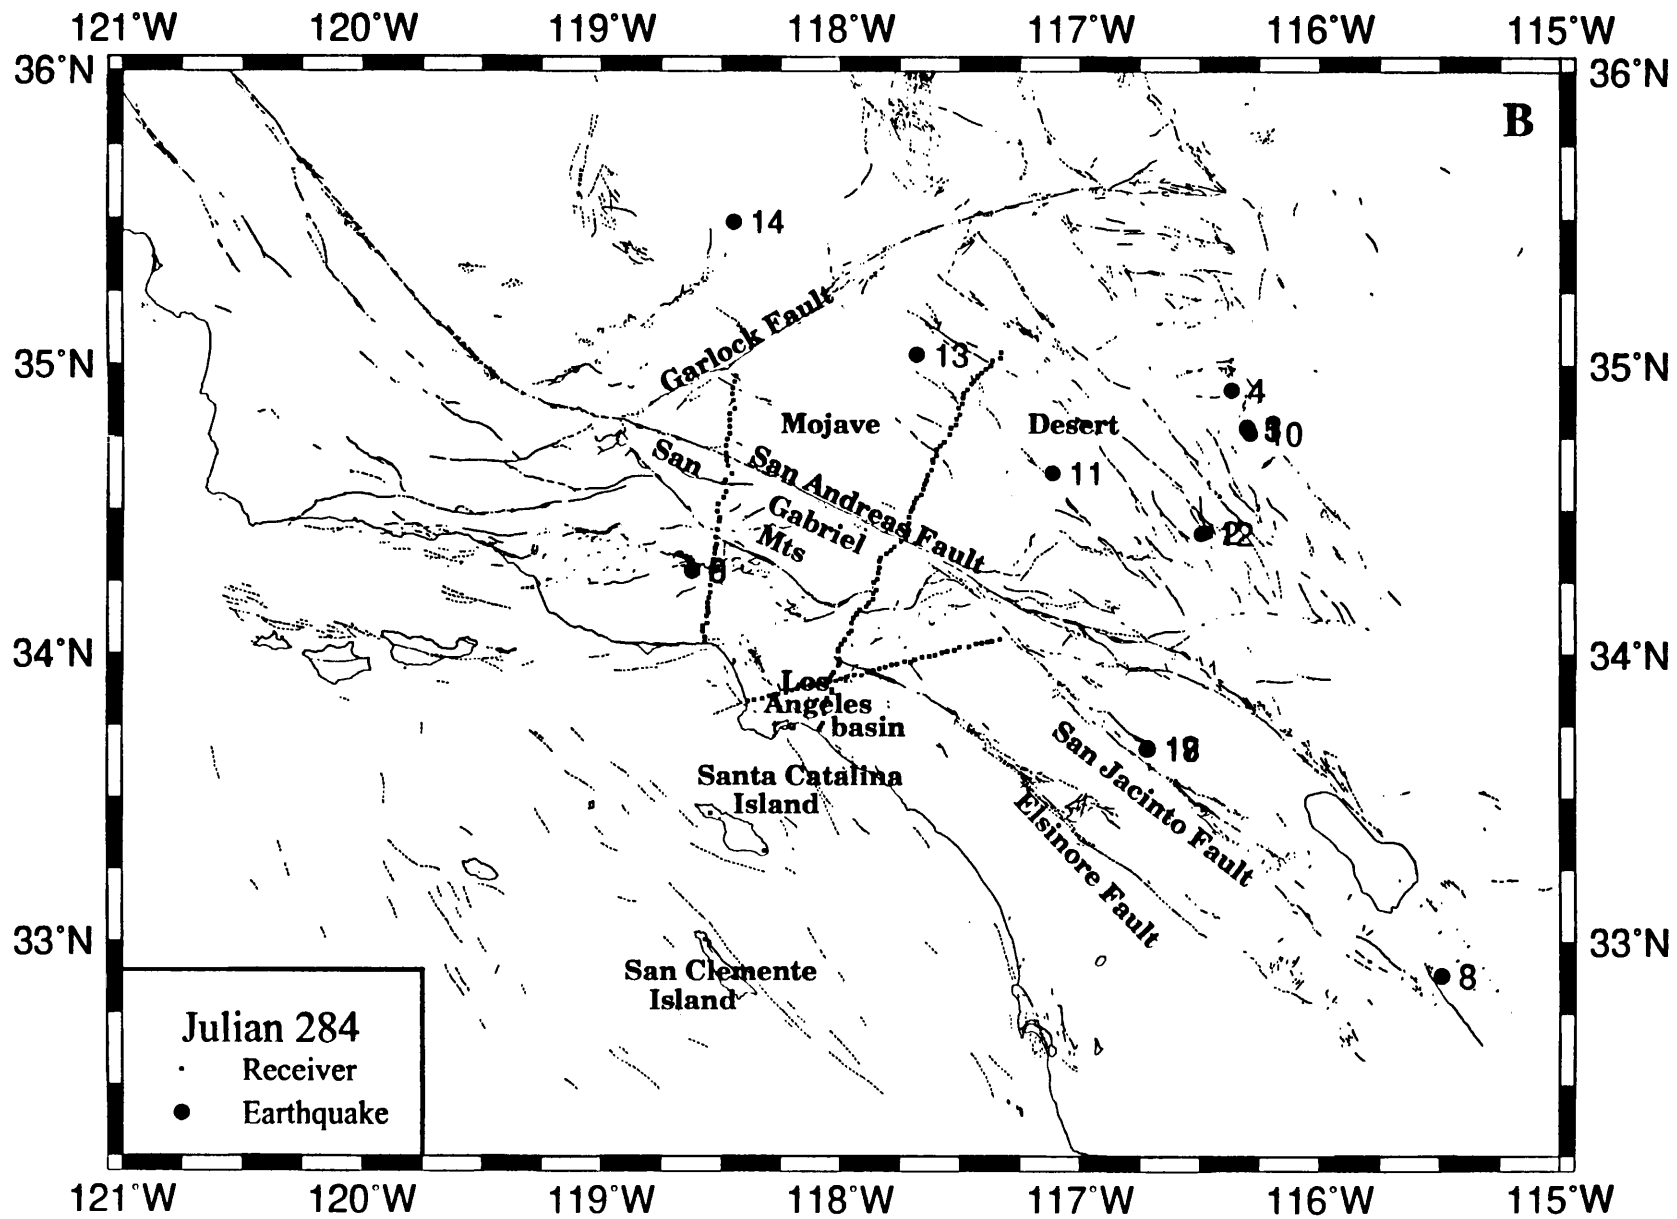 121°W 120°W 119°W 118°W 117°W 116°W 115°W
36°N 36°N
B
14
Garlock Fault
13
35°N 35°N
4
Mojave Desert
10
San Andreas Fault
San
Gabriel
Mts
11
34°N 34°N
Los
Angeles
basin
San Jacinto Fault
Santa Catalina
Island
Elsinore Fault
33°N 33°N
San Clemente
Island
8
Julian 284
Receiver
Earthquake
121°W 120°W 119°W 118°W 117°W 116°W 115°W